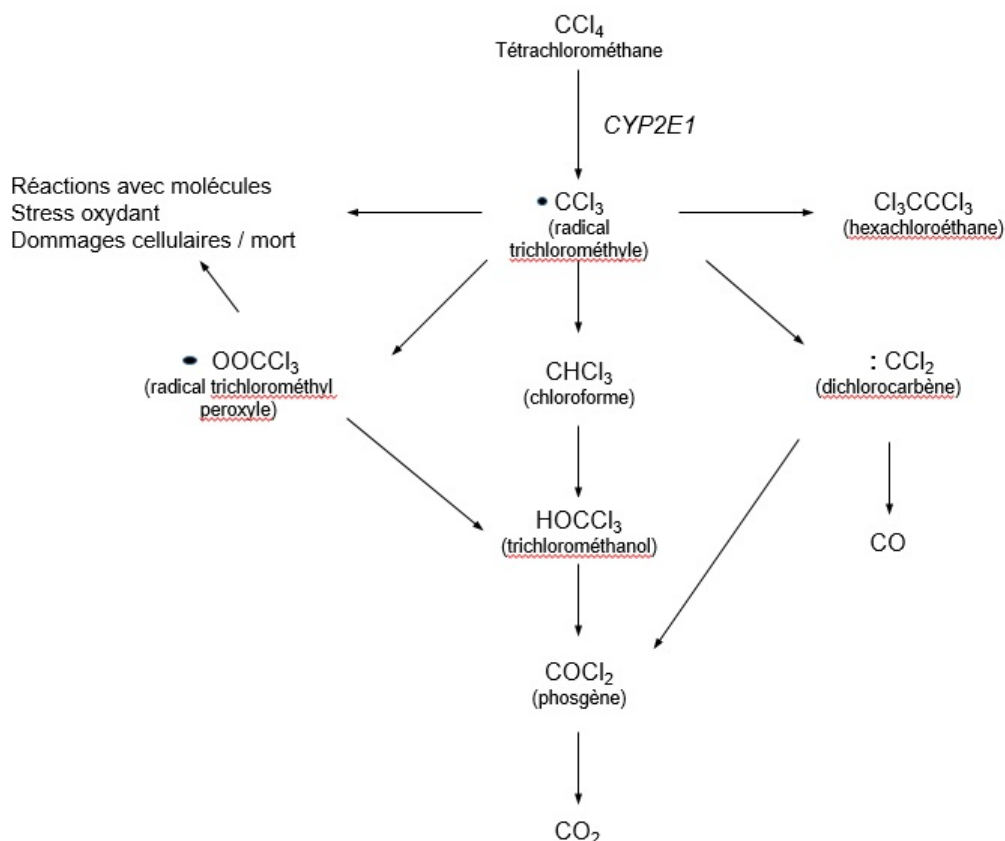 CCl₄
Tétrachlorométhane
CYP2E1
Réactions avec molécules
Stress oxydant
Dommages cellulaires / mort
• CCl₃
(radical
trichlorométhyle)
Cl₃CCCl₃
(hexachloroéthane)
• OOCCl₃
(radical trichlorométhyl
peroxyle)
CHCl₃
(chloroforme)
: CCl₂
(dichlorocarbène)
HOCCl₃
(trichlorométhanol)
CO
COCl₂
(phosgène)
CO₂